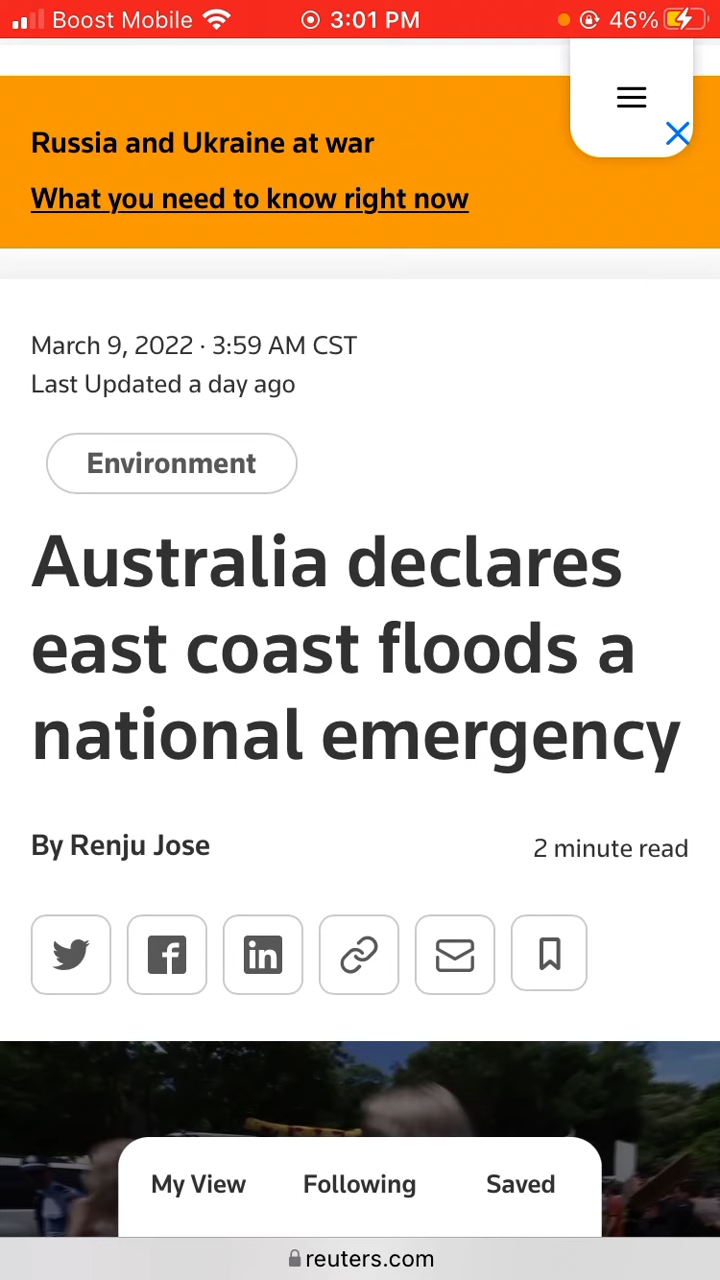 Boost Mobile 3:01 PM 46%
Russia and Ukraine at war
What you need to know right now
March 9, 2022 · 3:59 AM CST
Last Updated a day ago
Environment
Australia declares
east coast floods a
national emergency
By Renju Jose 2 minute read
My View Following Saved
reuters.com